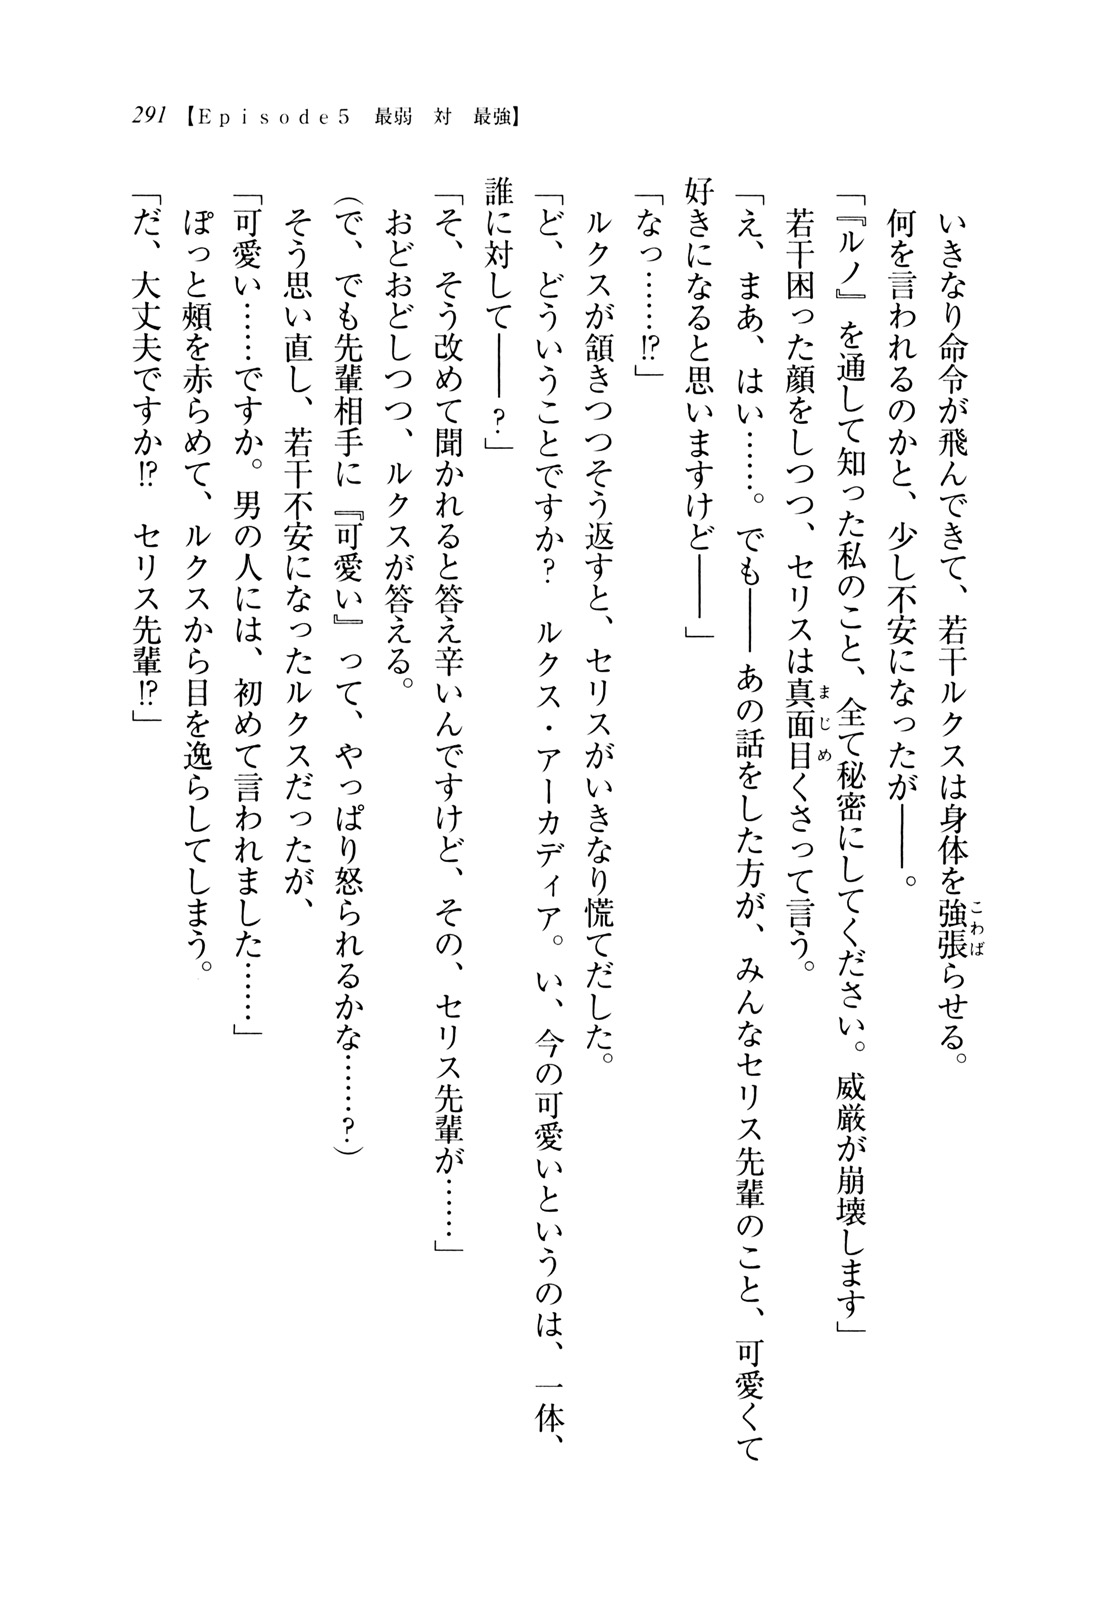 291 【Episode5　最弱　対　最強】
いきなり命令が飛んできて、若干ルクスは身体を強張らせる。
何を言われるのかと、少し不安になったが――。
「『ルノ』を通して知った私のこと、全て秘密にしてください。威厳が崩壊します」
若干困った顔をしつつ、セリスは真面目くさって言う。
「え、まあ、はい……。でも――あの話をした方が、みんなセリス先輩のこと、可愛くて
好きになると思いますけど――」
「なっ……!?」
ルクスが頷きつつそう返すと、セリスがいきなり慌てだした。
「ど、どういうことですか？　ルクス・アーカディア。い、今の可愛いというのは、一体、
誰に対して――？」
「そ、そう改めて聞かれると答え辛いんですけど、その、セリス先輩が……」
おどおどしつつ、ルクスが答える。
（で、でも先輩相手に『可愛い』って、やっぱり怒られるかな……？）
そう思い直し、若干不安になったルクスだったが、
「可愛い……ですか。男の人には、初めて言われました……」
ぽっと頰を赤らめて、ルクスから目を逸らしてしまう。
「だ、大丈夫ですか!?　セリス先輩!?」